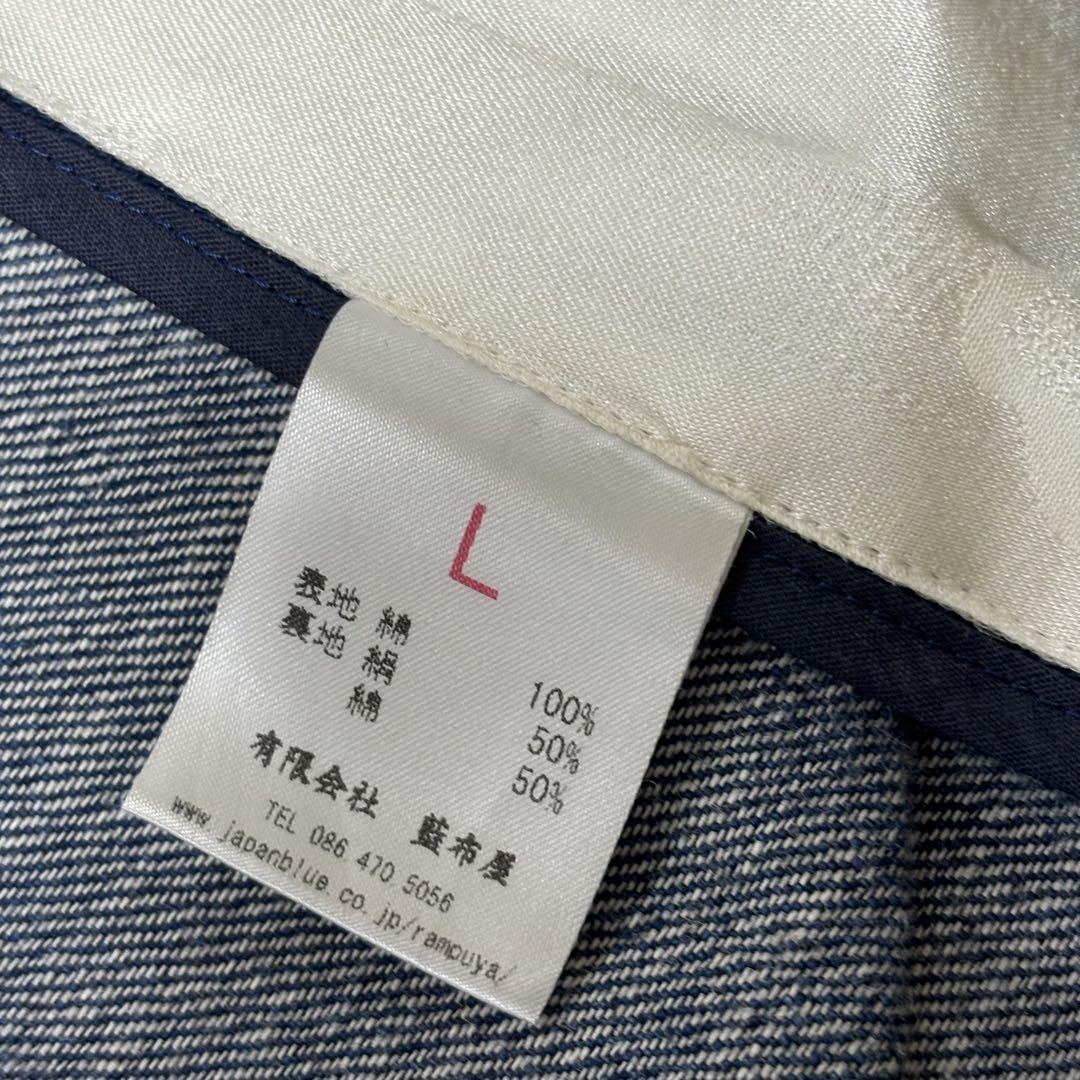 L
表地 綿 100%
裏地 絹 50%
綿 50%
有限会社 藍布屋
TEL 086.470.5056
www.japanblue.co.jp/rampuya/